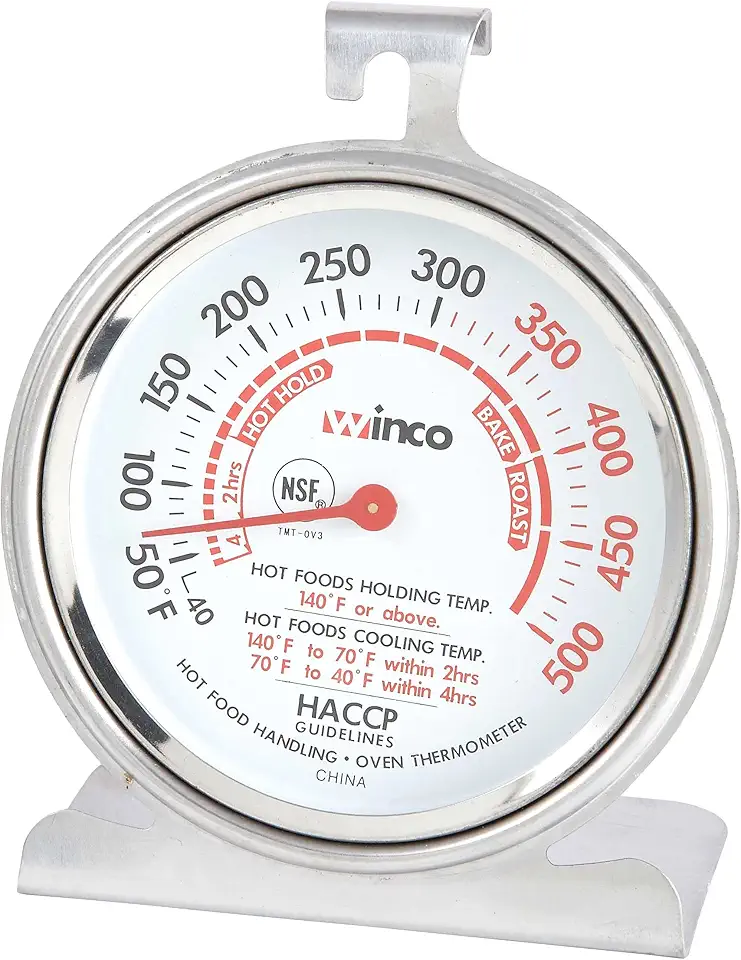 250
300
200
350
150
400
100
450
50°F
40
500
HOT HOLD
2hrs
4
BAKE
ROAST
Winco
NSF®
TMT-OV3
HOT FOODS HOLDING TEMP.
140°F or above.
HOT FOODS COOLING TEMP.
140°F to 70°F within 2hrs
70°F to 40°F within 4hrs
HACCP
GUIDELINES
HOT FOOD HANDLING • OVEN THERMOMETER
CHINA